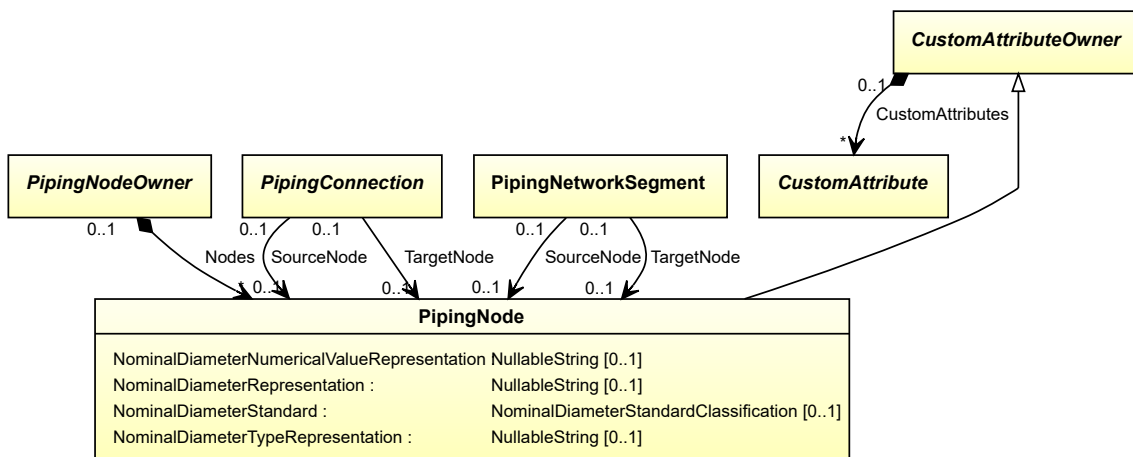 CustomAttributeOwner
0..1
CustomAttributes
*
PipingNodeOwner
PipingConnection
PipingNetworkSegment
CustomAttribute
0..1
0..1
0..1
0..1
0..1
Nodes
SourceNode
TargetNode
SourceNode
TargetNode
*
0..1
0..1
0..1
0..1
PipingNode
NominalDiameterNumericalValueRepresentation NullableString [0..1]
NominalDiameterRepresentation : NullableString [0..1]
NominalDiameterStandard : NominalDiameterStandardClassification [0..1]
NominalDiameterTypeRepresentation : NullableString [0..1]